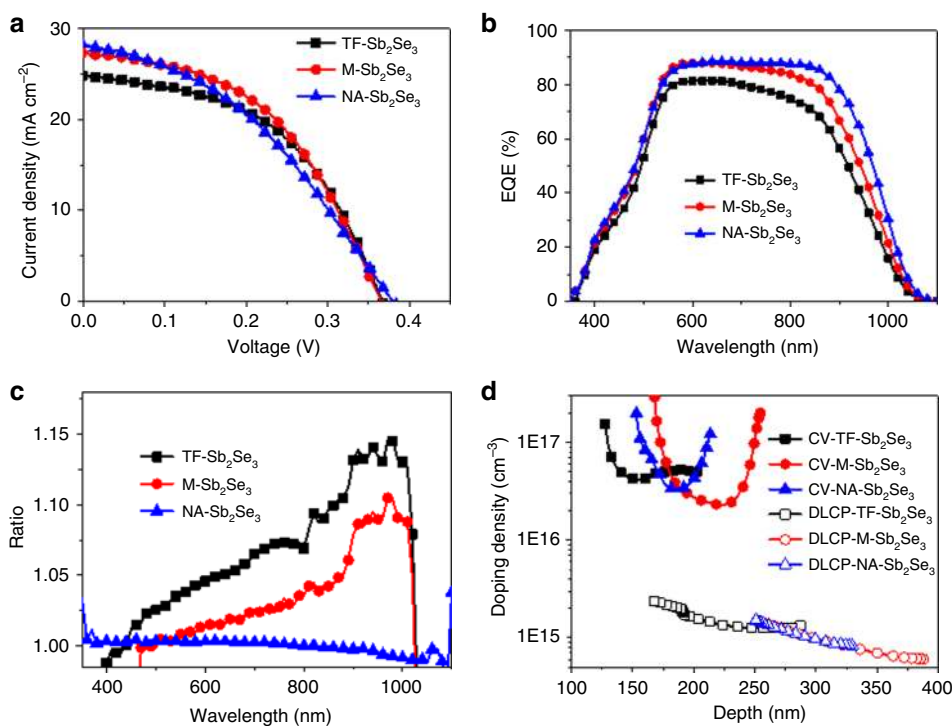 a
30
20
10
0
0.0
0.1
0.2
0.3
0.4
Current density (mA cm⁻²)
Voltage (V)
TF-Sb₂Se₃
M-Sb₂Se₃
NA-Sb₂Se₃
b
100
80
60
40
20
0
400
600
800
1000
EQE (%)
Wavelength (nm)
TF-Sb₂Se₃
M-Sb₂Se₃
NA-Sb₂Se₃
c
1.15
1.10
1.05
1.00
400
600
800
1000
Ratio
Wavelength (nm)
TF-Sb₂Se₃
M-Sb₂Se₃
NA-Sb₂Se₃
d
1E17
1E16
1E15
100
150
200
250
300
350
400
Doping density (cm⁻³)
Depth (nm)
CV-TF-Sb₂Se₃
CV-M-Sb₂Se₃
CV-NA-Sb₂Se₃
DLCP-TF-Sb₂Se₃
DLCP-M-Sb₂Se₃
DLCP-NA-Sb₂Se₃